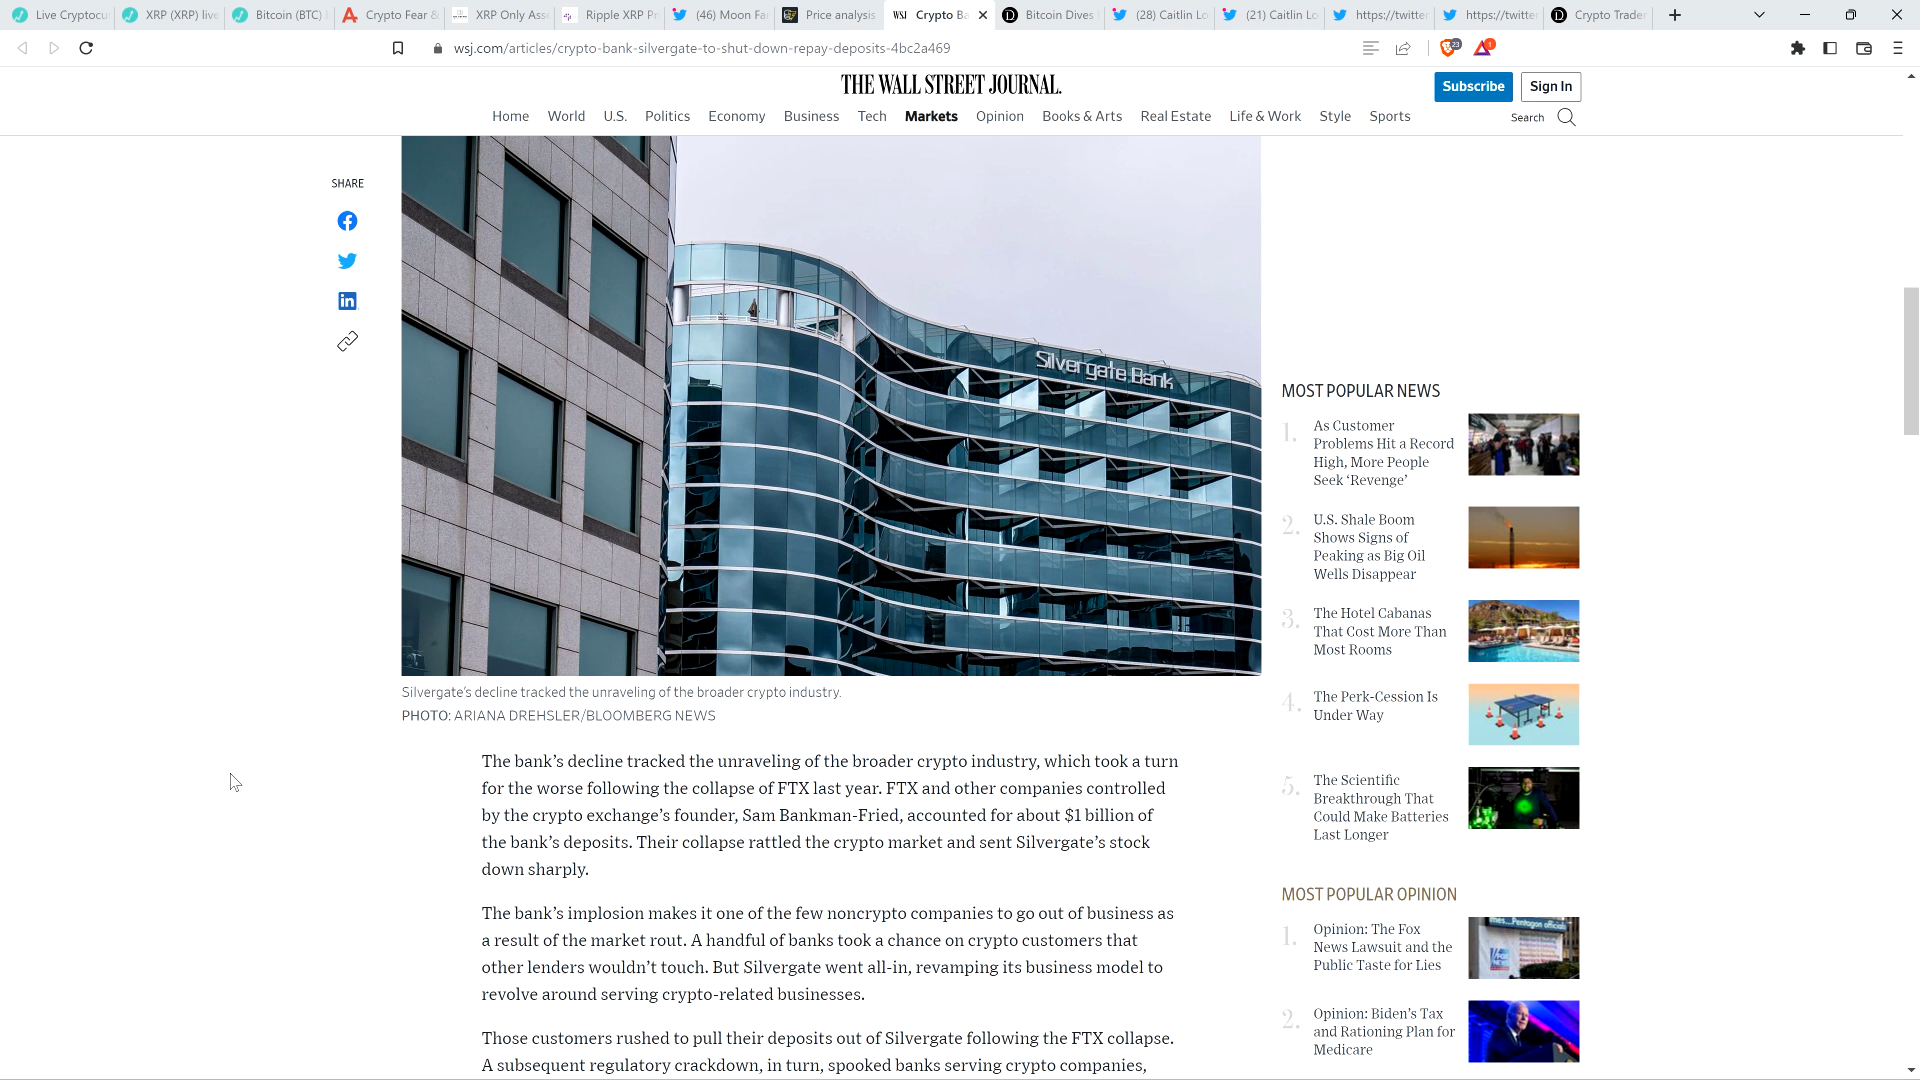 Live Cryptocu
XRP (XRP) live
Bitcoin (BTC)
Crypto Fear &
XRP Only Asse
Ripple XRP Pr
(46) Moon Fa
Price analysis
WSJ Crypto Ba
Bitcoin Dives
(28) Caitlin Lo
(21) Caitlin Lo
https://twitter
https://twitter
Crypto Trader
wsj.com/articles/crypto-bank-silvergate-to-shut-down-repay-deposits-4bc2a469
THE WALL STREET JOURNAL.
Subscribe
Sign In
Home World U.S. Politics Economy Business Tech Markets Opinion Books & Arts Real Estate Life & Work Style Sports
Search
SHARE
Silvergate Bank
Silvergate's decline tracked the unraveling of the broader crypto industry.
PHOTO: ARIANA DREHSLER/BLOOMBERG NEWS
The bank's decline tracked the unraveling of the broader crypto industry, which took a turn
for the worse following the collapse of FTX last year. FTX and other companies controlled
by the crypto exchange's founder, Sam Bankman-Fried, accounted for about $1 billion of
the bank's deposits. Their collapse rattled the crypto market and sent Silvergate's stock
down sharply.
The bank's implosion makes it one of the few noncrypto companies to go out of business as
a result of the market rout. A handful of banks took a chance on crypto customers that
other lenders wouldn't touch. But Silvergate went all-in, revamping its business model to
revolve around serving crypto-related businesses.
Those customers rushed to pull their deposits out of Silvergate following the FTX collapse.
A subsequent regulatory crackdown, in turn, spooked banks serving crypto companies,
MOST POPULAR NEWS
1. As Customer
Problems Hit a Record
High, More People
Seek ‘Revenge’
2. U.S. Shale Boom
Shows Signs of
Peaking as Big Oil
Wells Disappear
3. The Hotel Cabanas
That Cost More Than
Most Rooms
4. The Perk-Cession Is
Under Way
5. The Scientific
Breakthrough That
Could Make Batteries
Last Longer
MOST POPULAR OPINION
1. Opinion: The Fox
News Lawsuit and the
Public Taste for Lies
2. Opinion: Biden's Tax
and Rationing Plan for
Medicare